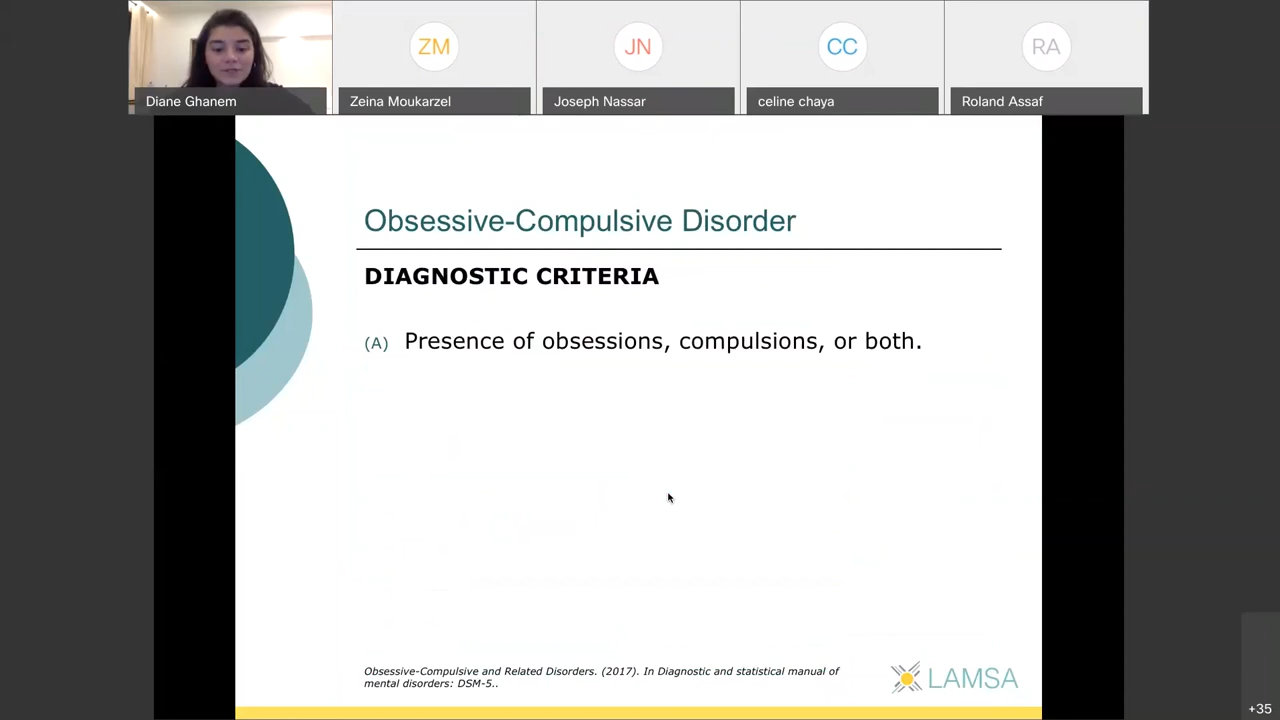 ZM
JN
CC
RA
Diane Ghanem
Zeina Moukarzel
Joseph Nassar
celine chaya
Roland Assaf
Obsessive-Compulsive Disorder
DIAGNOSTIC CRITERIA
(A) Presence of obsessions, compulsions, or both.
Obsessive-Compulsive and Related Disorders. (2017). In Diagnostic and statistical manual of
mental disorders: DSM-5..
LAMSA
+35